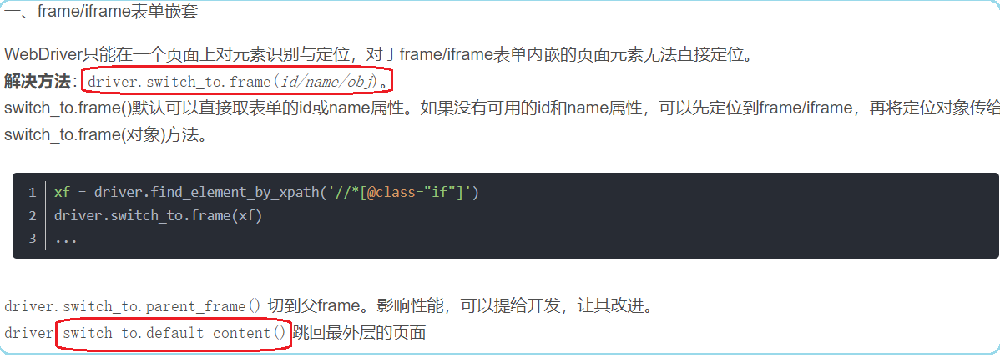 一、frame/iframe表单嵌套
WebDriver只能在一个页面上对元素识别与定位，对于frame/iframe表单内嵌的页面元素无法直接定位。
解决方法：driver.switch_to.frame(id/name/obj)。
switch_to.frame()默认可以直接取表单的id或name属性。如果没有可用的id和name属性，可以先定位到frame/iframe，再将定位对象传给
switch_to.frame(对象)方法。
1 xf = driver.find_element_by_xpath('//*[@class="if"]')
2 driver.switch_to.frame(xf)
3 ...
driver.switch_to.parent_frame() 切到父frame。影响性能，可以提给开发，让其改进。
driver.switch_to.default_content() 跳回最外层的页面